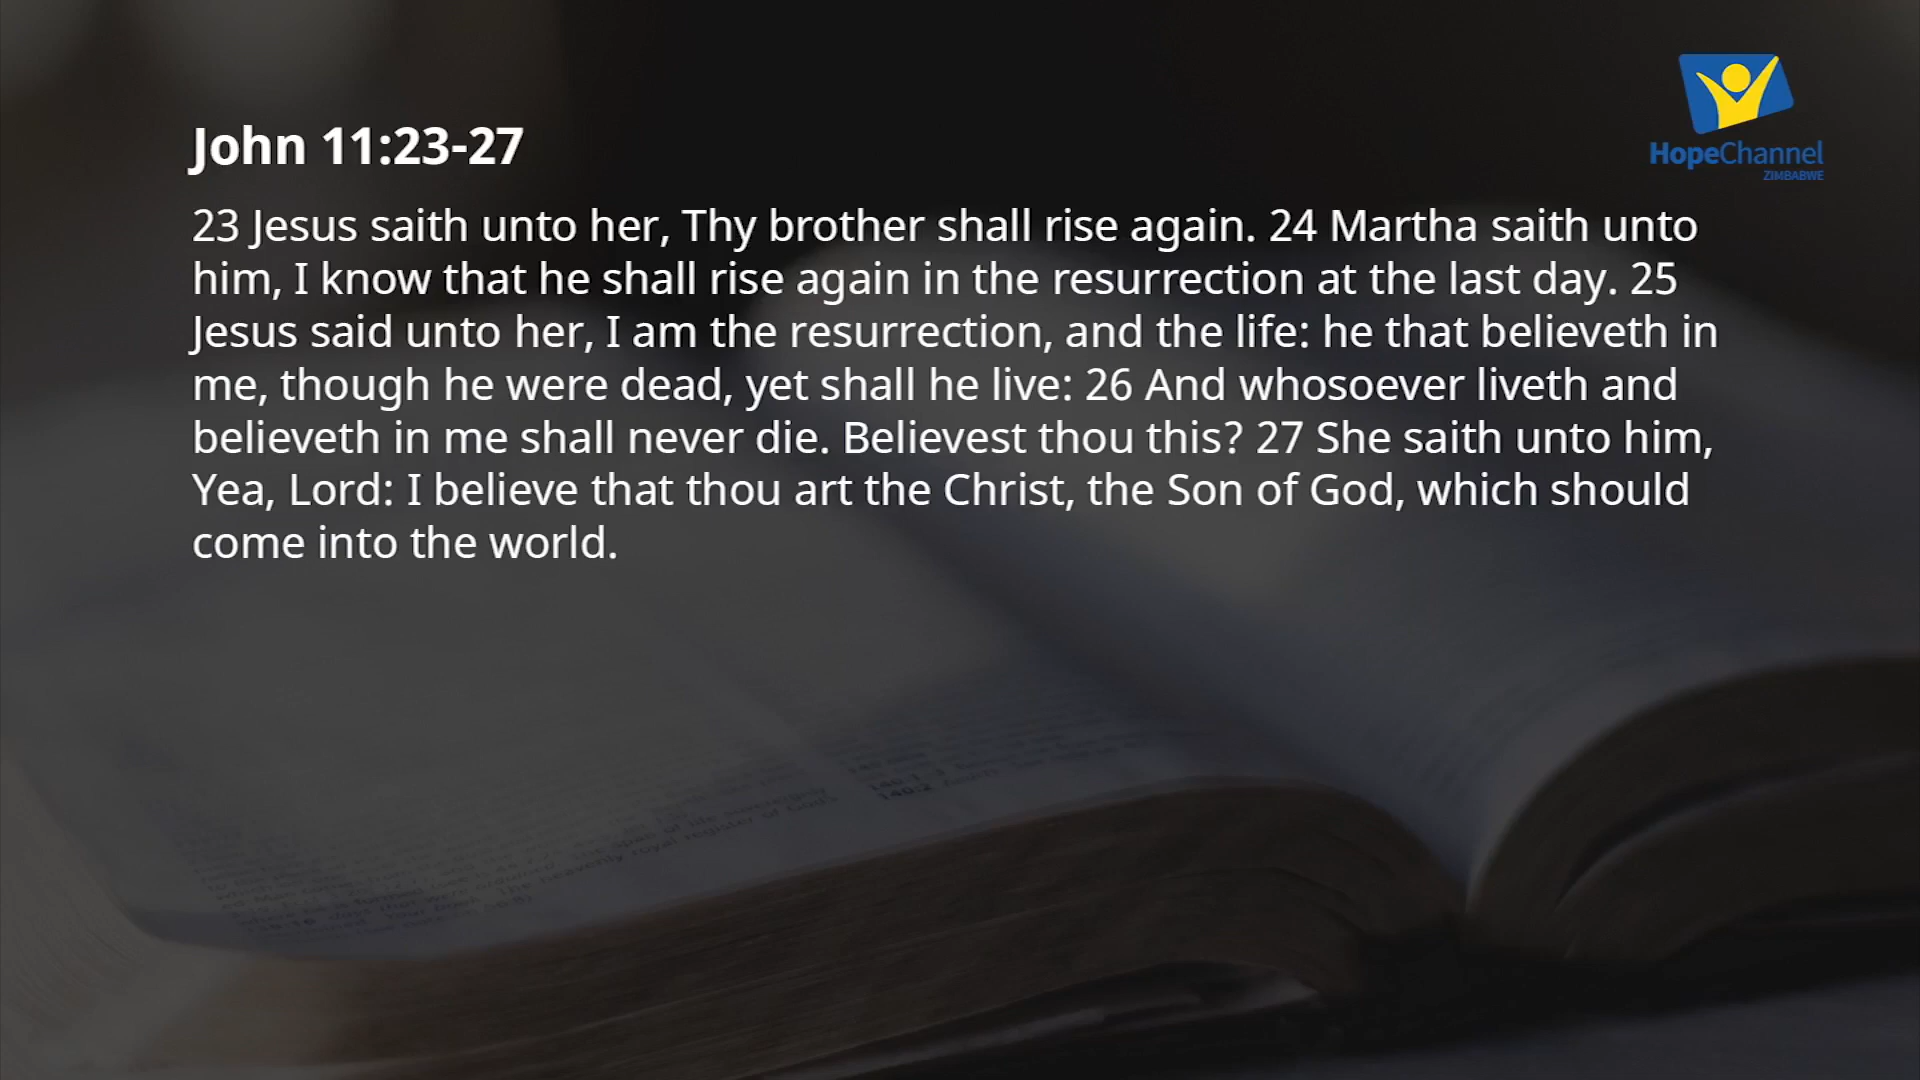 HopeChannel
ZIMBABWE
John 11:23-27
23 Jesus saith unto her, Thy brother shall rise again. 24 Martha saith unto
him, I know that he shall rise again in the resurrection at the last day. 25
Jesus said unto her, I am the resurrection, and the life: he that believeth in
me, though he were dead, yet shall he live: 26 And whosoever liveth and
believeth in me shall never die. Believest thou this? 27 She saith unto him,
Yea, Lord: I believe that thou art the Christ, the Son of God, which should
come into the world.